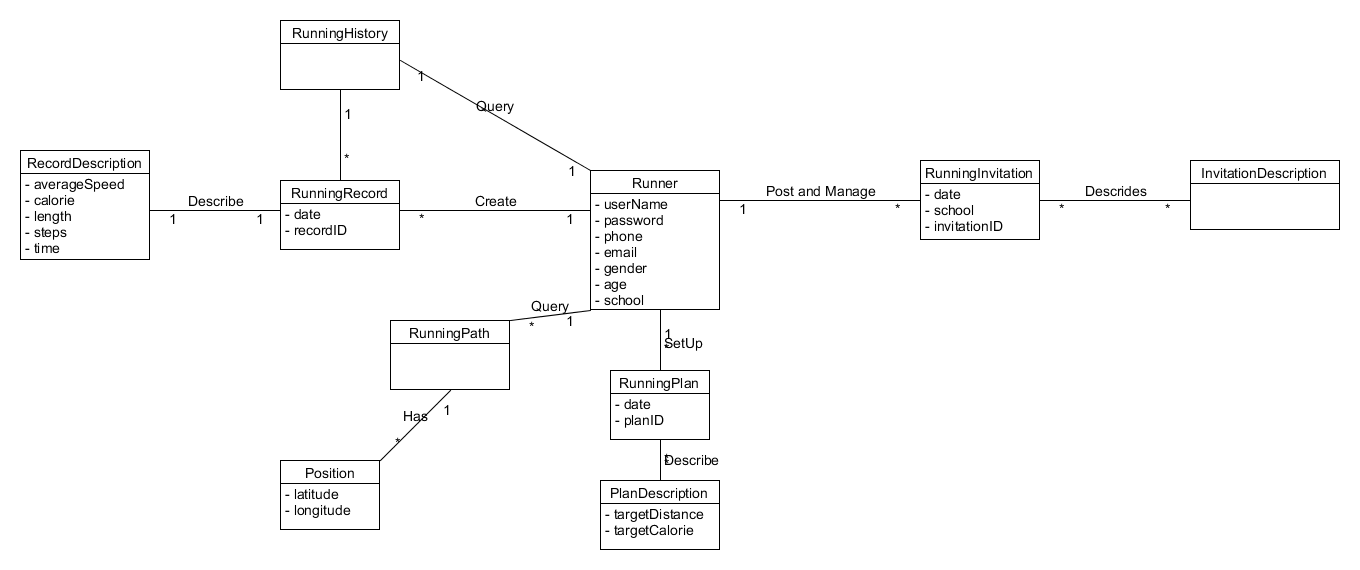 RunningHistory
1
1
Query
1
*
1
RecordDescription
- averageSpeed
- calorie
- length
- steps
- time
Describe
1
1
RunningRecord
- date
- recordID
Create
*
1
Runner
- userName
- password
- phone
- email
- gender
- age
- school
Post and Manage
1
*
RunningInvitation
- date
- school
- invitationID
Descrides
*
*
InvitationDescription
Query
*
1
RunningPath
1
SetUp
RunningPlan
- date
- planID
Has
1
*
Describe
Position
- latitude
- longitude
PlanDescription
- targetDistance
- targetCalorie